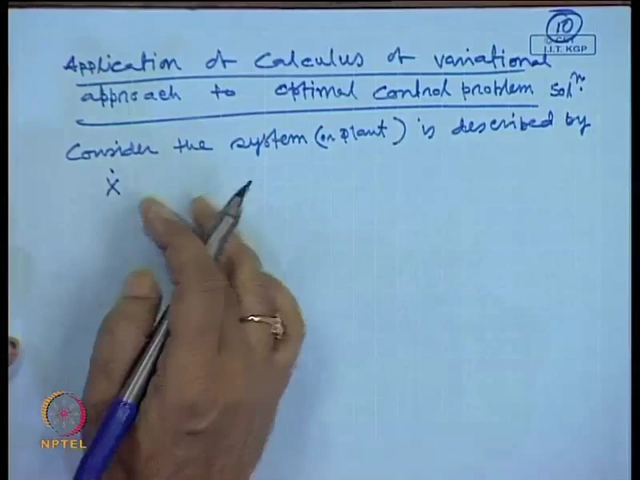 10
I.I.T. KGP
Application of Calculus of variational
approach to optimal control problem solⁿ.
Consider the system (or plant) is described by
Ẋ
NPTEL